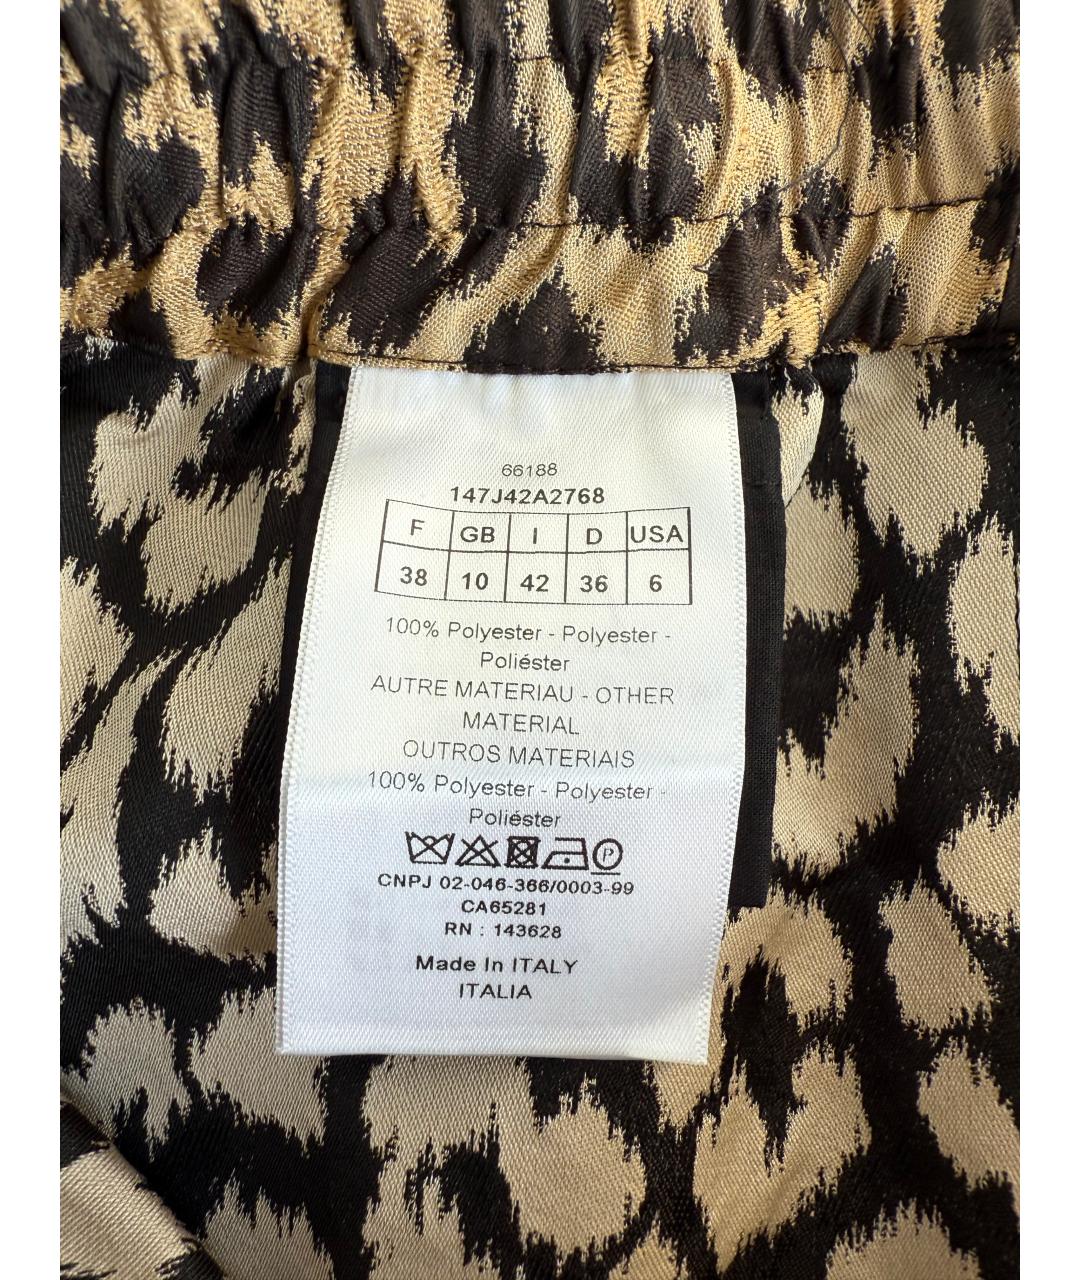 66188
147J42A2768
F GB I D USA
38 10 42 36 6
100% Polyester - Polyester -
Poliéster
AUTRE MATERIAU - OTHER
MATERIAL
OUTROS MATERIAIS
100% Polyester - Polyester -
Poliéster
P
CNPJ 02-046-366/0003-99
CA65281
RN : 143628
Made In ITALY
ITALIA